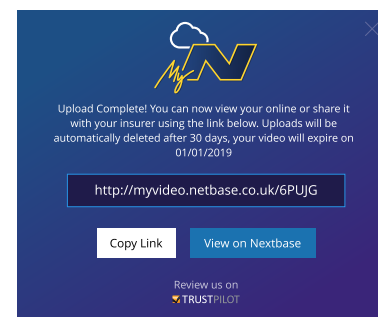 My N
Upload Complete! You can now view your online or share it
with your insurer using the link below. Uploads will be
automatically deleted after 30 days, your video will expire on
01/01/2019
http://myvideo.netbase.co.uk/6PUJG
Copy Link
View on Nextbase
Review us on
TRUSTPILOT